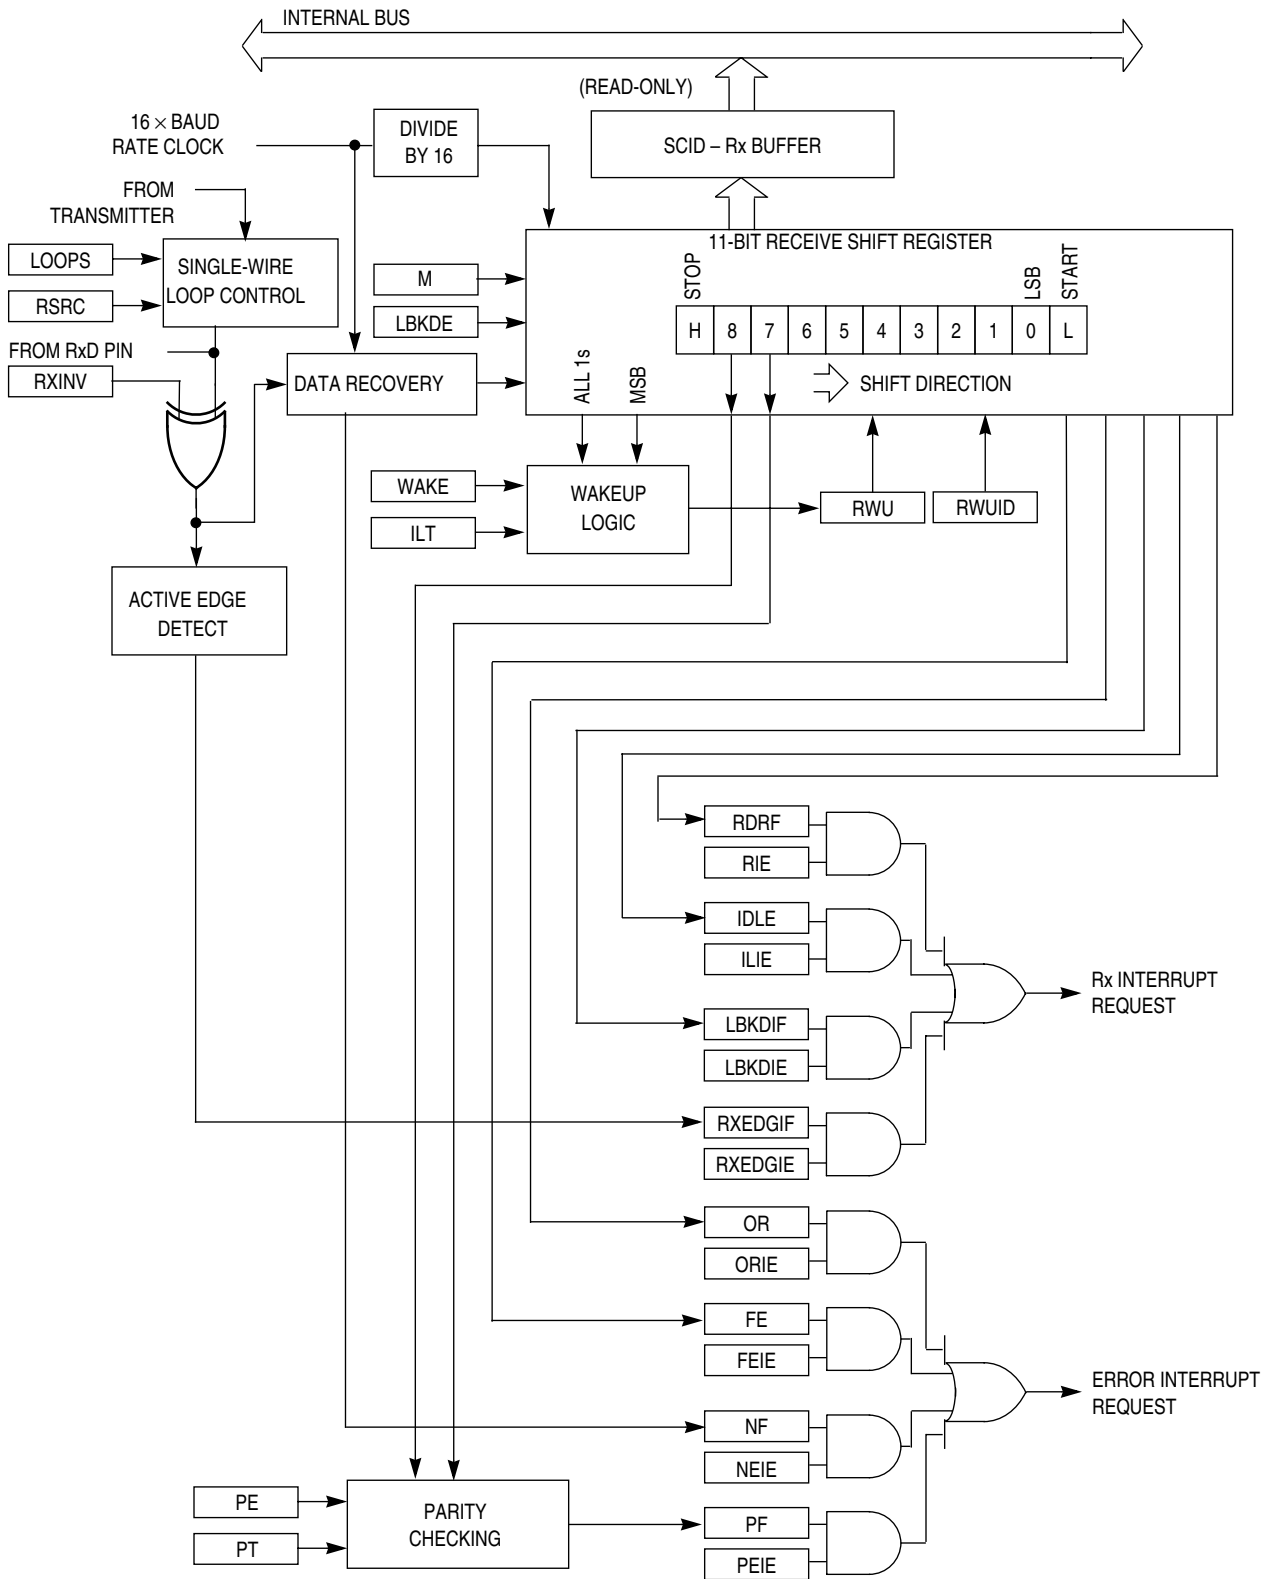 INTERNAL BUS
(READ-ONLY)
16 × BAUD
RATE CLOCK
DIVIDE
BY 16
SCID – Rx BUFFER
FROM
TRANSMITTER
11-BIT RECEIVE SHIFT REGISTER
LOOPS
RSRC
SINGLE-WIRE
LOOP CONTROL
M
LBKDE
STOP
LSB
START
H 8 7 6 5 4 3 2 1 0 L
FROM RxD PIN
RXINV
DATA RECOVERY
ALL 1s
MSB
SHIFT DIRECTION
WAKE
ILT
WAKEUP
LOGIC
RWU
RWUID
ACTIVE EDGE
DETECT
RDRF
RIE
IDLE
ILIE
Rx INTERRUPT
REQUEST
LBKDIF
LBKDIE
RXEDGIF
RXEDGIE
OR
ORIE
FE
FEIE
ERROR INTERRUPT
REQUEST
NF
NEIE
PE
PT
PARITY
CHECKING
PF
PEIE